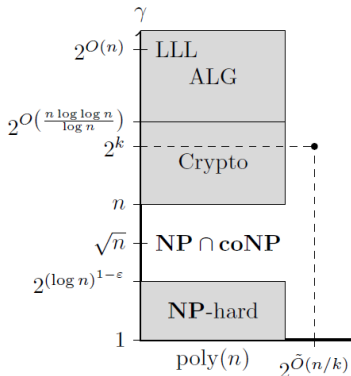 γ
2^{O(n)}
LLL
ALG
2^{O(\frac{n \log \log n}{\log n})}
2^k
Crypto
n
√n
NP ∩ coNP
2^{(\log n)^{1-ε}}
NP-hard
1
poly(n)
2^{Õ(n/k)}